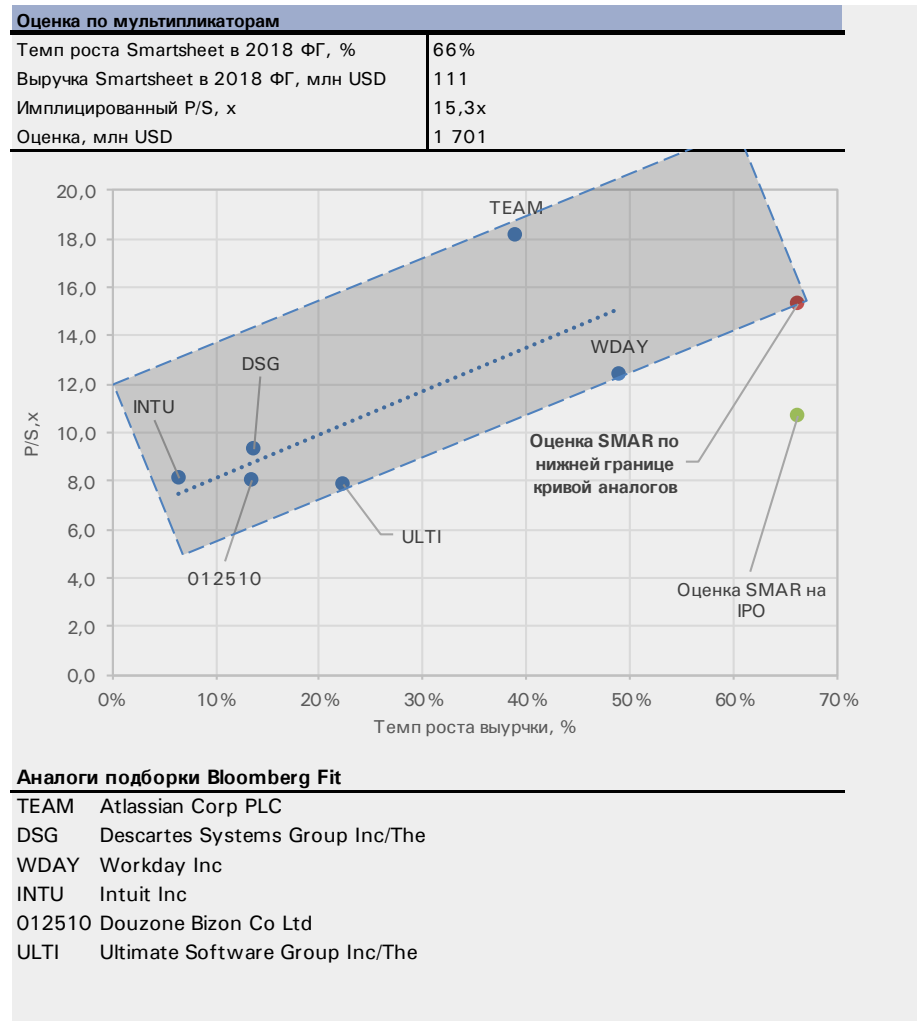 Оценка по мультипликаторам
Темп роста Smartsheet в 2018 ФГ, % 66%
Выручка Smartsheet в 2018 ФГ, млн USD 111
Имплицированный P/S, x 15,3x
Оценка, млн USD 1 701
20,0
18,0
16,0
14,0
12,0
10,0
8,0
6,0
4,0
2,0
0,0
P/S,x
TEAM
WDAY
DSG
INTU
Оценка SMAR по
нижней границе
кривой аналогов
ULTI
012510
Оценка SMAR на
IPO
0% 10% 20% 30% 40% 50% 60% 70%
Темп роста выурчки, %
Аналоги подборки Bloomberg Fit
TEAM Atlassian Corp PLC
DSG Descartes Systems Group Inc/The
WDAY Workday Inc
INTU Intuit Inc
012510 Douzone Bizon Co Ltd
ULTI Ultimate Software Group Inc/The